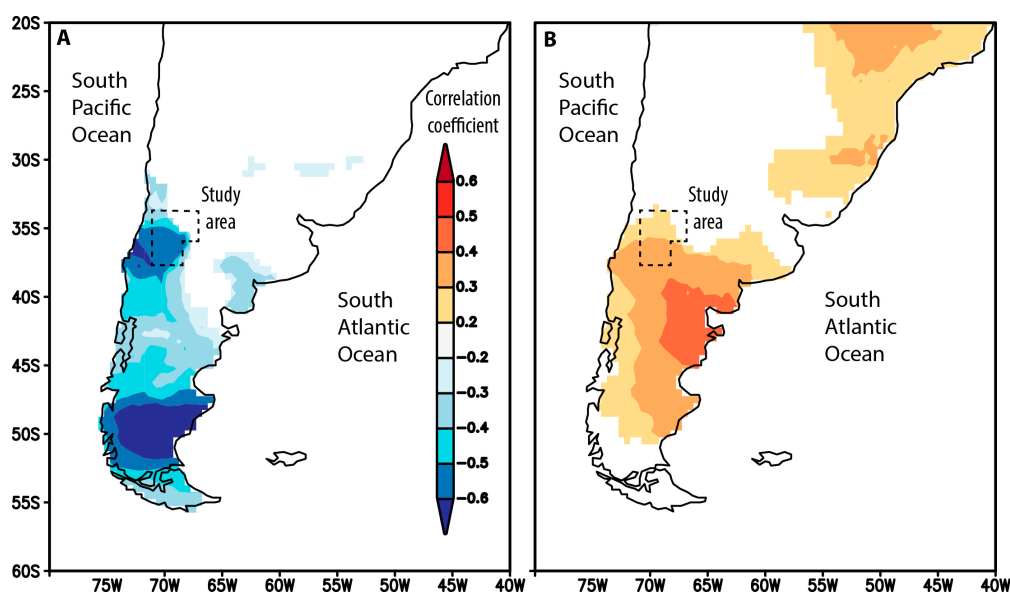 A
B
South
Pacific
Ocean
South
Pacific
Ocean
Correlation
coefficient
Study
area
Study
area
South
Atlantic
Ocean
South
Atlantic
Ocean
0.6
0.5
0.4
0.3
0.2
−0.2
−0.3
−0.4
−0.5
−0.6
20S
25S
30S
35S
40S
45S
50S
55S
60S
75W 70W 65W 60W 55W 50W 45W 40W
75W 70W 65W 60W 55W 50W 45W 40W